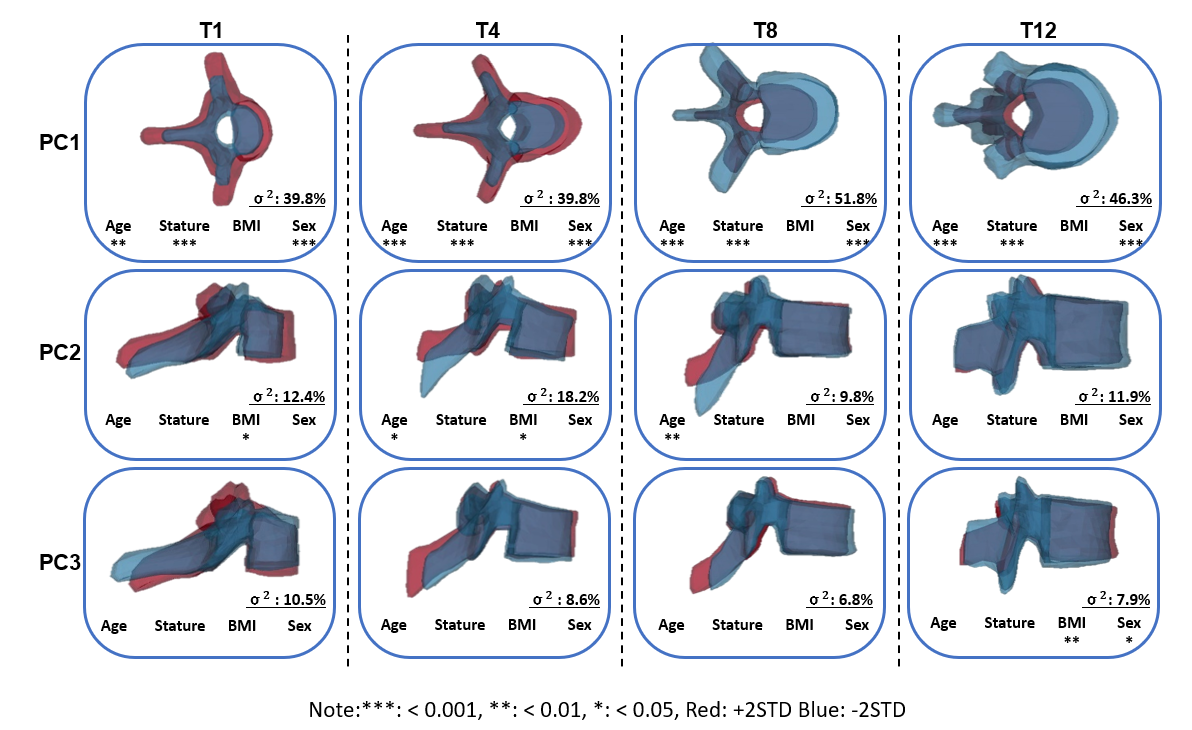 T1 T4 T8 T12
PC1
σ²: 39.8% σ²: 39.8% σ²: 51.8% σ²: 46.3%
Age Stature BMI Sex Age Stature BMI Sex Age Stature BMI Sex Age Stature BMI Sex
** *** *** *** *** *** *** *** *** *** *** ***
PC2
σ²: 12.4% σ²: 18.2% σ²: 9.8% σ²: 11.9%
Age Stature BMI Sex Age Stature BMI Sex Age Stature BMI Sex Age Stature BMI Sex
* * * **
PC3
σ²: 10.5% σ²: 8.6% σ²: 6.8% σ²: 7.9%
Age Stature BMI Sex Age Stature BMI Sex Age Stature BMI Sex Age Stature BMI Sex
** *
Note:***: < 0.001, **: < 0.01, *: < 0.05, Red: +2STD Blue: -2STD